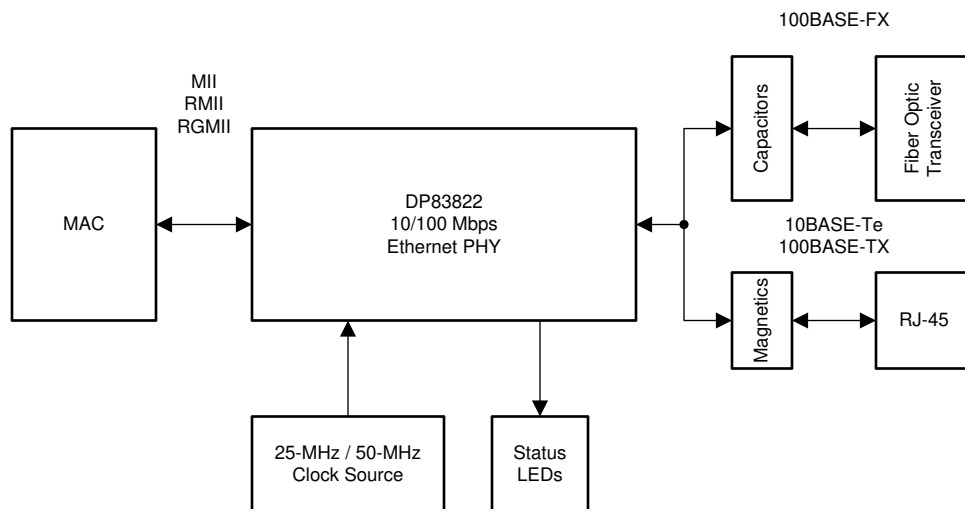 100BASE-FX
MII
RMII
RGMII
MAC
DP83822
10/100 Mbps
Ethernet PHY
Capacitors
Fiber Optic
Transceiver
10BASE-Te
100BASE-TX
Magnetics
RJ-45
25-MHz / 50-MHz
Clock Source
Status
LEDs